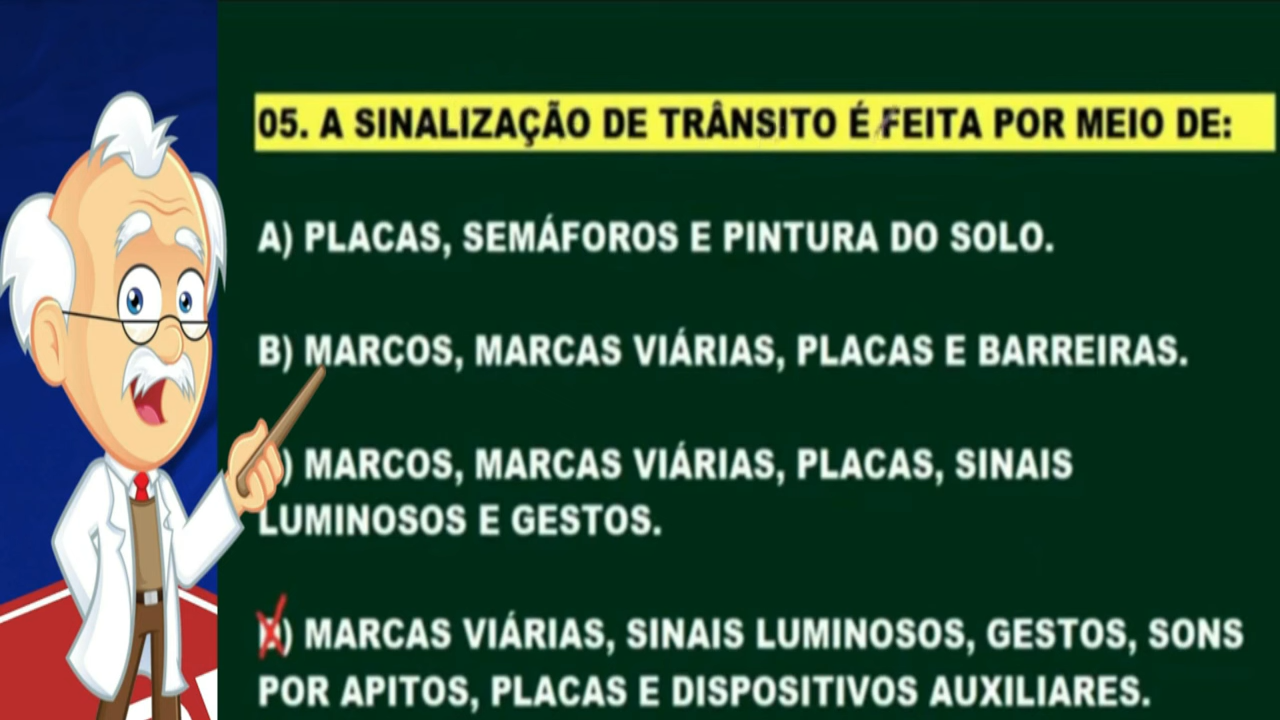 05. A SINALIZAÇÃO DE TRÂNSITO É FEITA POR MEIO DE:
A) PLACAS, SEMÁFOROS E PINTURA DO SOLO.
B) MARCOS, MARCAS VIÁRIAS, PLACAS E BARREIRAS.
) MARCOS, MARCAS VIÁRIAS, PLACAS, SINAIS
LUMINOSOS E GESTOS.
D) MARCAS VIÁRIAS, SINAIS LUMINOSOS, GESTOS, SONS
POR APITOS, PLACAS E DISPOSITIVOS AUXILIARES.